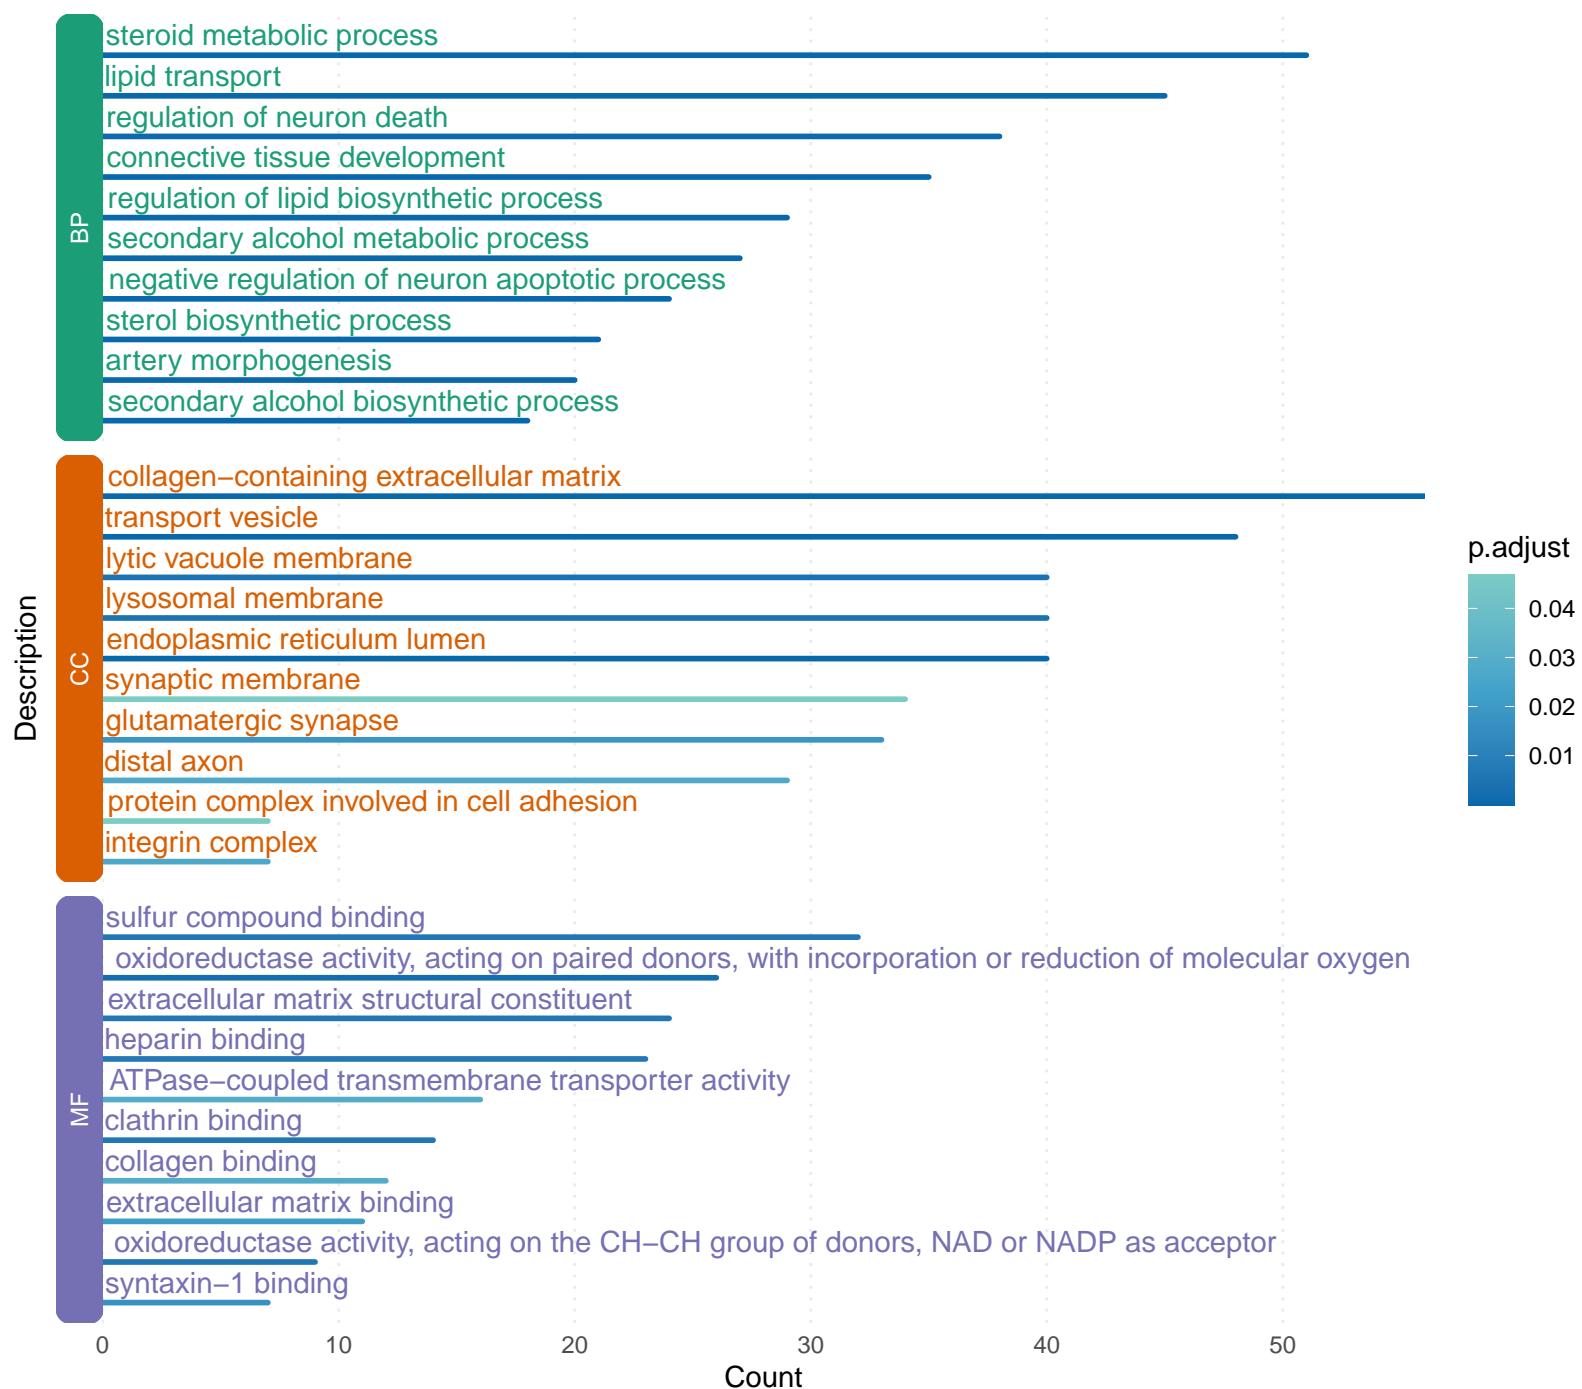 steroid metabolic process
lipid transport
regulation of neuron death
connective tissue development
regulation of lipid biosynthetic process
BP
secondary alcohol metabolic process
negative regulation of neuron apoptotic process
sterol biosynthetic process
artery morphogenesis
secondary alcohol biosynthetic process
collagen−containing extracellular matrix
transport vesicle
lytic vacuole membrane
lysosomal membrane
endoplasmic reticulum lumen
Description
CC
synaptic membrane
glutamatergic synapse
distal axon
protein complex involved in cell adhesion
integrin complex
p.adjust
0.04
0.03
0.02
0.01
sulfur compound binding
oxidoreductase activity, acting on paired donors, with incorporation or reduction of molecular oxygen
extracellular matrix structural constituent
heparin binding
ATPase−coupled transmembrane transporter activity
MF
clathrin binding
collagen binding
extracellular matrix binding
oxidoreductase activity, acting on the CH−CH group of donors, NAD or NADP as acceptor
syntaxin−1 binding
0 10 20 30 40 50
Count